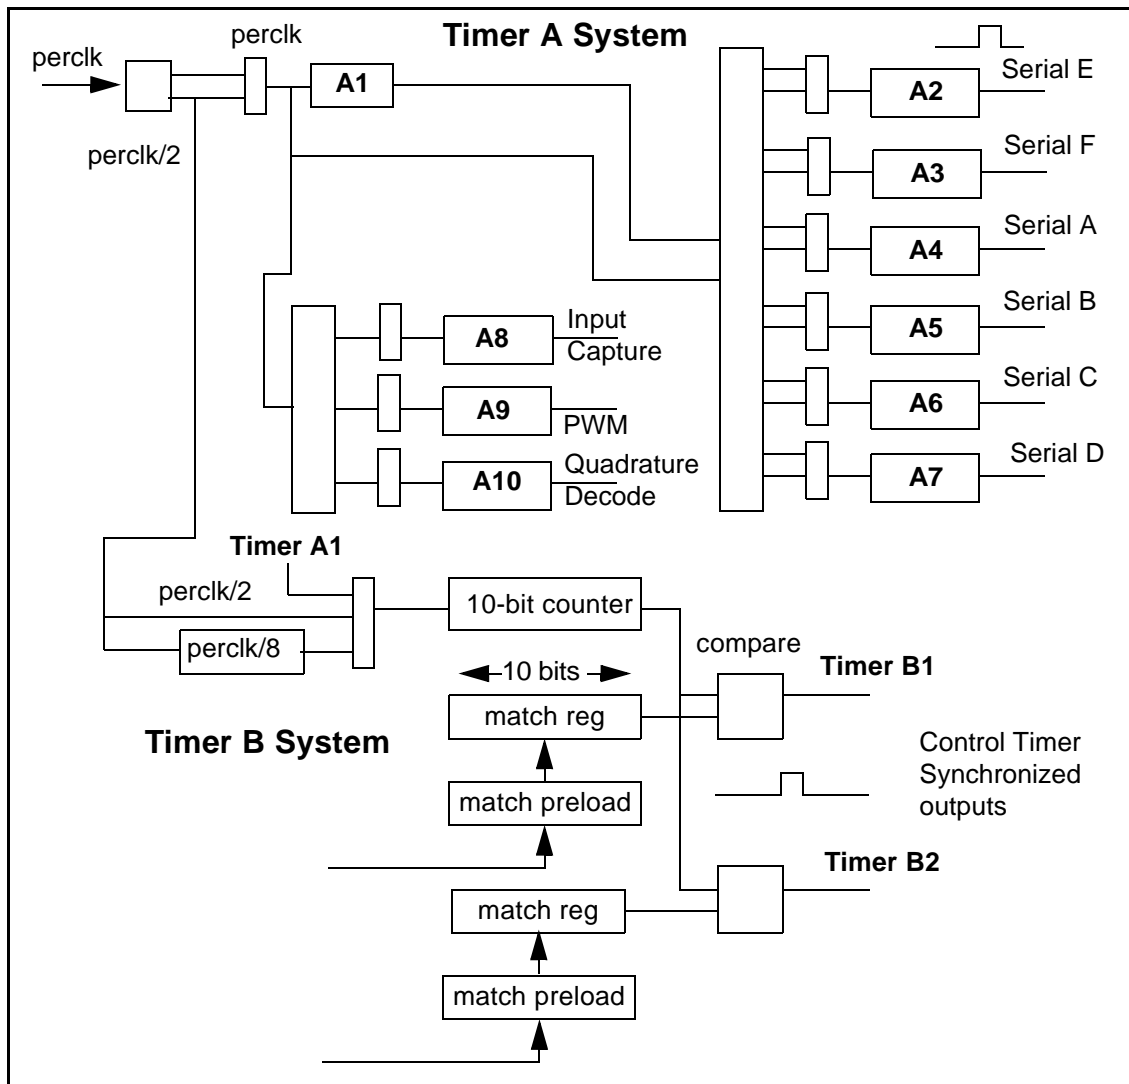 Timer A System
perclk
perclk
perclk/2
A1
A2
Serial E
A3
Serial F
A4
Serial A
A5
Serial B
A6
Serial C
A7
Serial D
A8
Input
Capture
A9
PWM
A10
Quadrature
Decode
Timer A1
perclk/2
perclk/8
10-bit counter
compare
10 bits
match reg
Timer B1
Timer B System
match preload
Control Timer
Synchronized
outputs
Timer B2
match reg
match preload